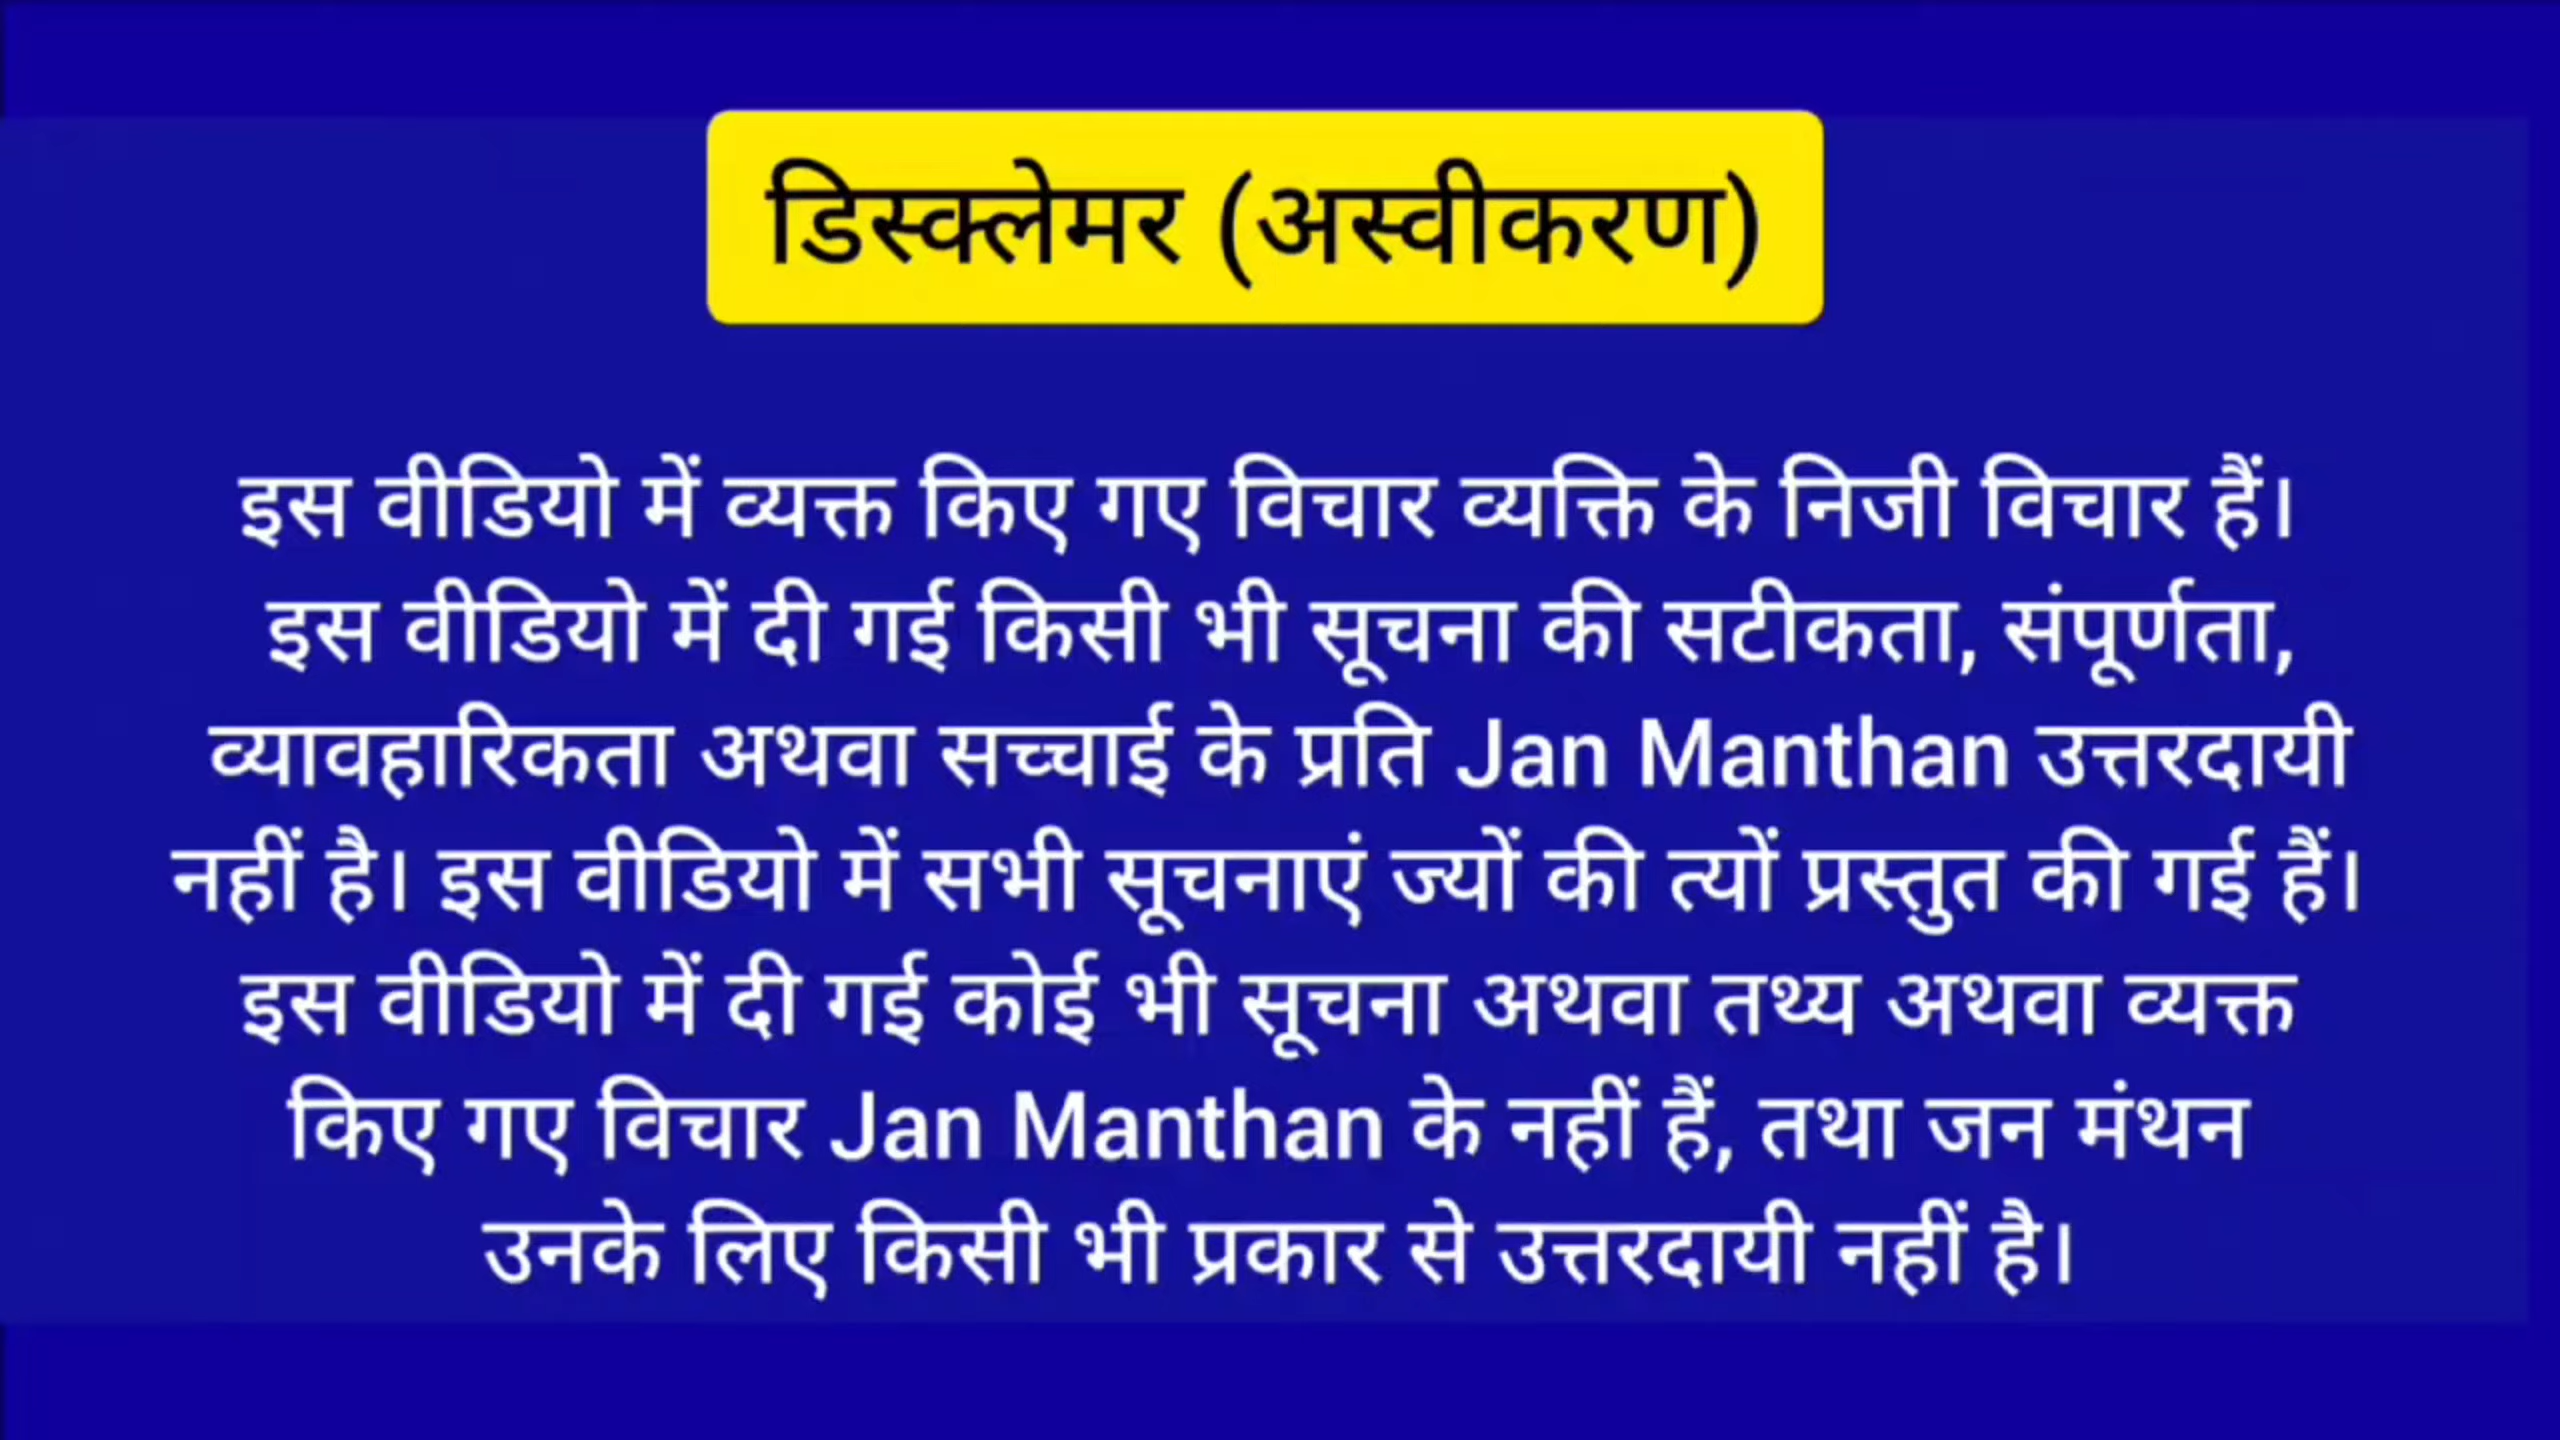 डिस्क्लेमर (अस्वीकरण)
इस वीडियो में व्यक्त किए गए विचार व्यक्ति के निजी विचार हैं।
इस वीडियो में दी गई किसी भी सूचना की सटीकता, संपूर्णता,
व्यावहारिकता अथवा सच्चाई के प्रति Jan Manthan उत्तरदायी
नहीं है। इस वीडियो में सभी सूचनाएं ज्यों की त्यों प्रस्तुत की गई हैं।
इस वीडियो में दी गई कोई भी सूचना अथवा तथ्य अथवा व्यक्त
किए गए विचार Jan Manthan के नहीं हैं, तथा जन मंथन
उनके लिए किसी भी प्रकार से उत्तरदायी नहीं है।